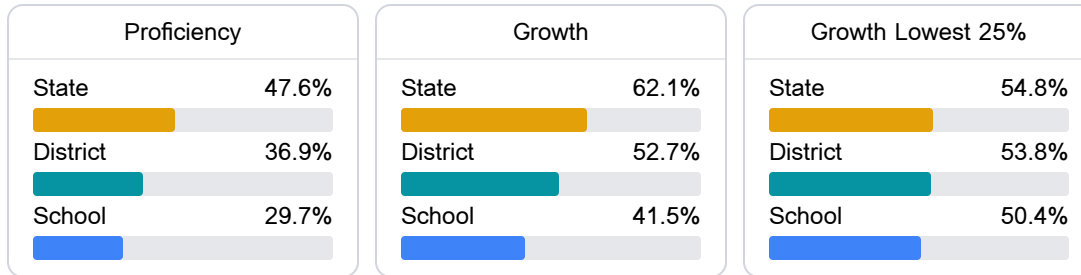 Proficiency
State 47.6%
District 36.9%
School 29.7%
Growth
State 62.1%
District 52.7%
School 41.5%
Growth Lowest 25%
State 54.8%
District 53.8%
School 50.4%